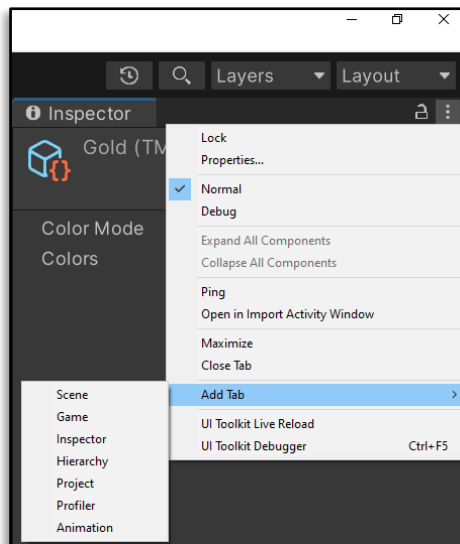 Layers
Layout
Inspector
Gold (TM
Lock
Properties...
Normal
Debug
Color Mode
Expand All Components
Colors
Collapse All Components
Ping
Open in Import Activity Window
Maximize
Close Tab
Add Tab
UI Toolkit Live Reload
UI Toolkit Debugger Ctrl+F5
Scene
Game
Inspector
Hierarchy
Project
Profiler
Animation